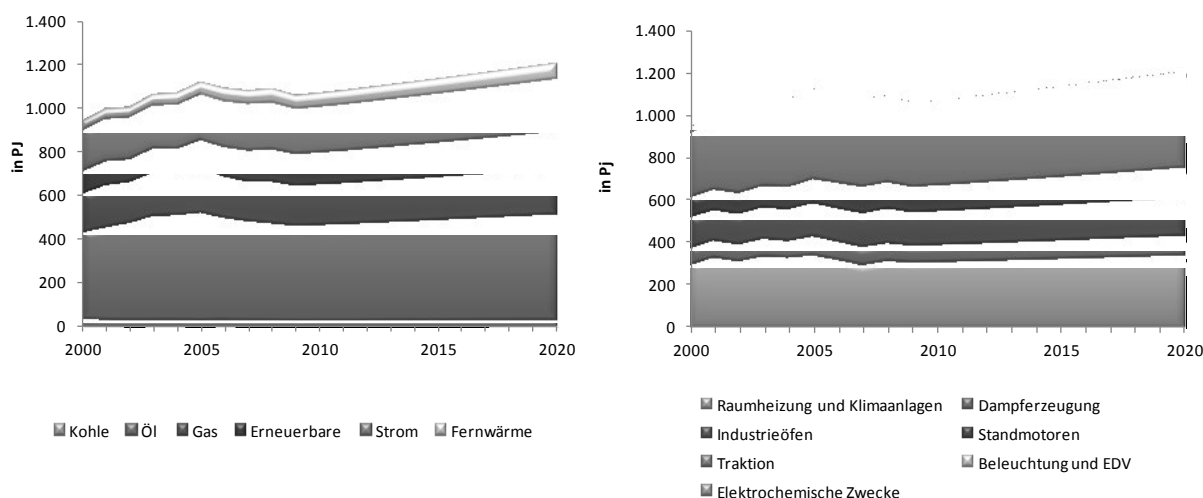 1.400
1.200
1.000
800
600
400
200
0
in PJ
2000 2005 2010 2015 2020
Kohle Öl Gas Erneuerbare Strom Fernwärme
1.400
1.200
1.000
800
600
400
200
0
in Pj
2000 2005 2010 2015 2020
Raumheizung und Klimaanlagen Dampferzeugung
Industrieöfen Standmotoren
Traktion Beleuchtung und EDV
Elektrochemische Zwecke